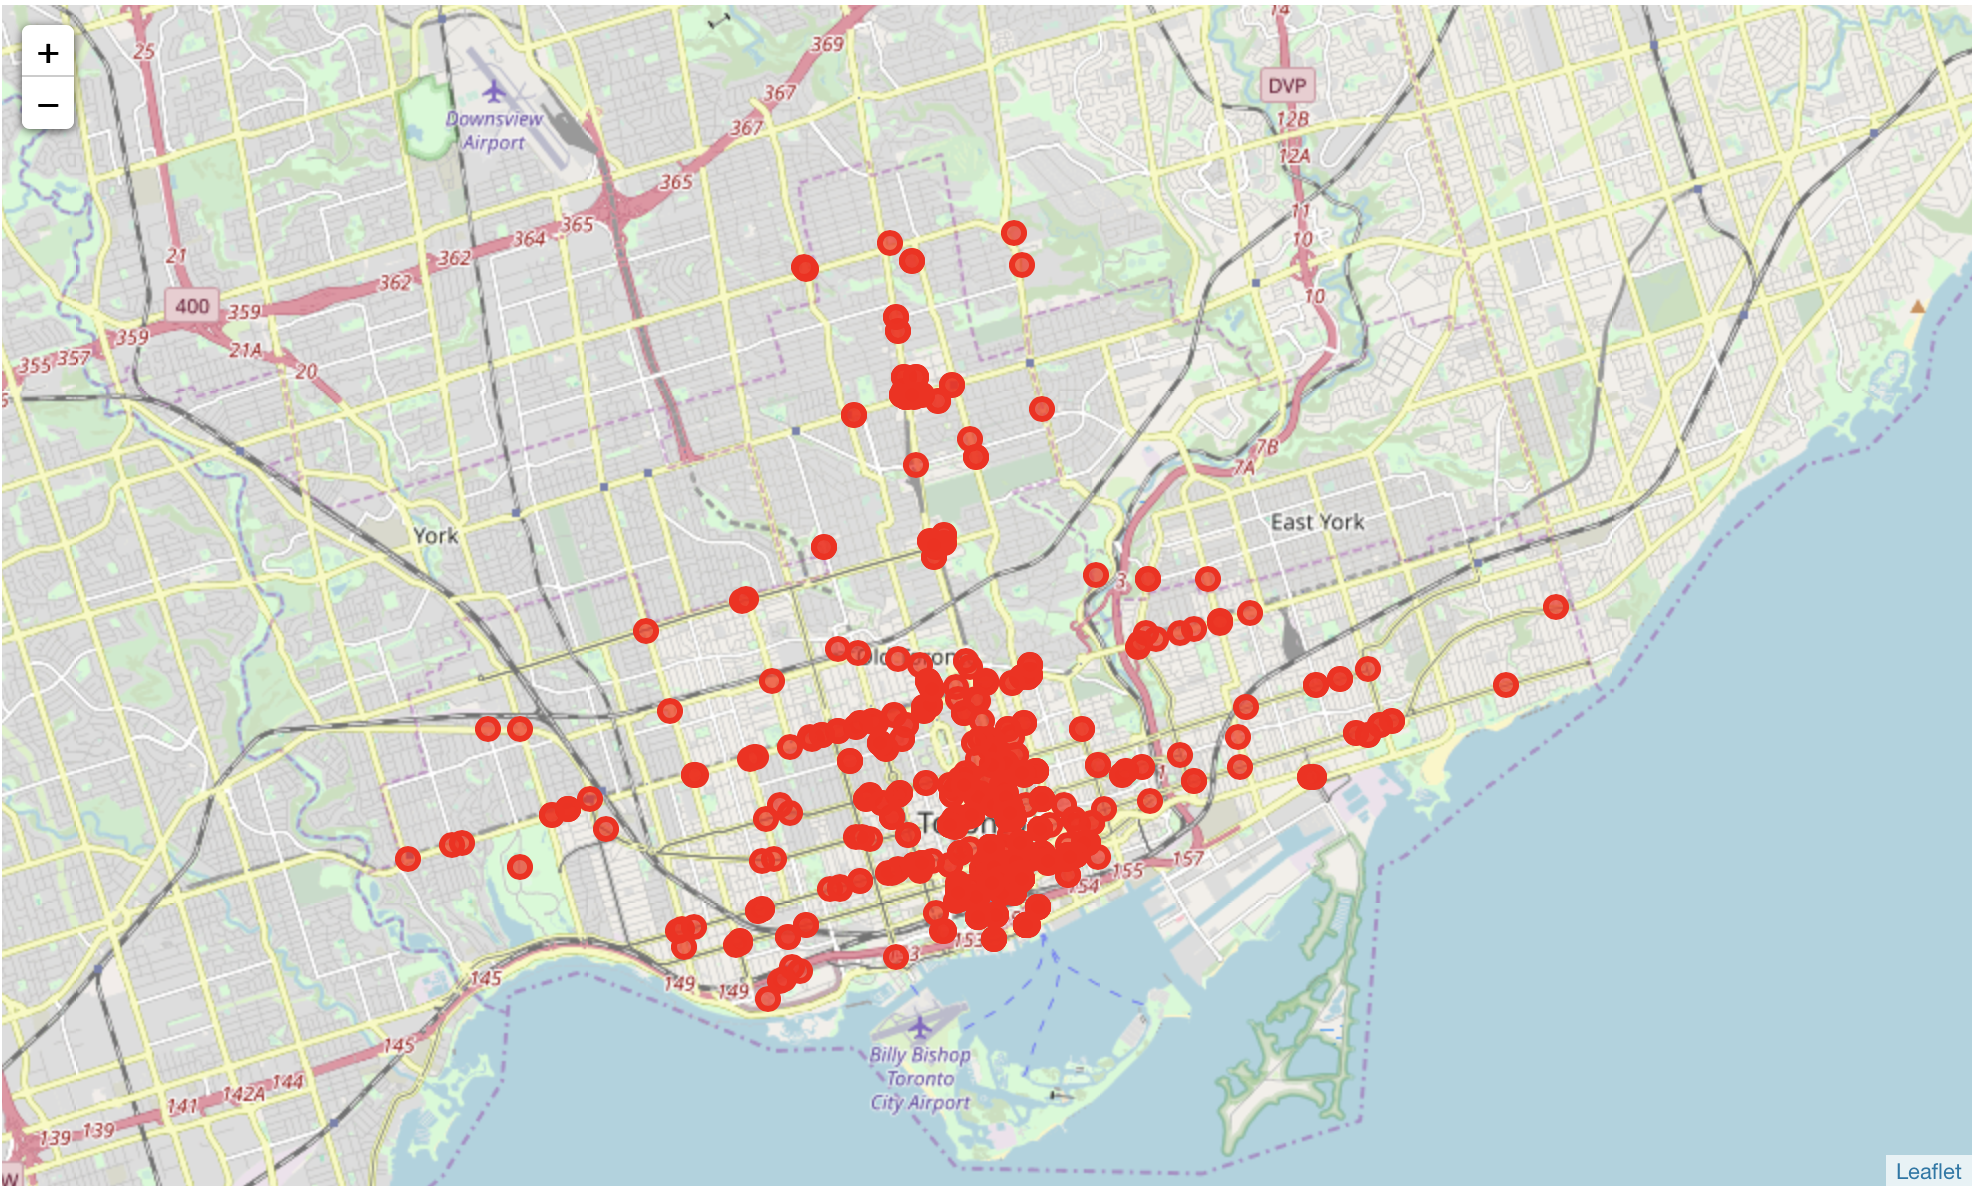 +
−
25
369
14
367
DVP
Downsview
Airport
367
12B
12A
365
11
365
364
10
21
362
362
10
400
359
359
21A
357
355
20
7B
7A
York
East York
3
157
155
154
153
3
145
149
149
Billy Bishop
Toronto
City Airport
145
144
142A
141
139
139
Leaflet